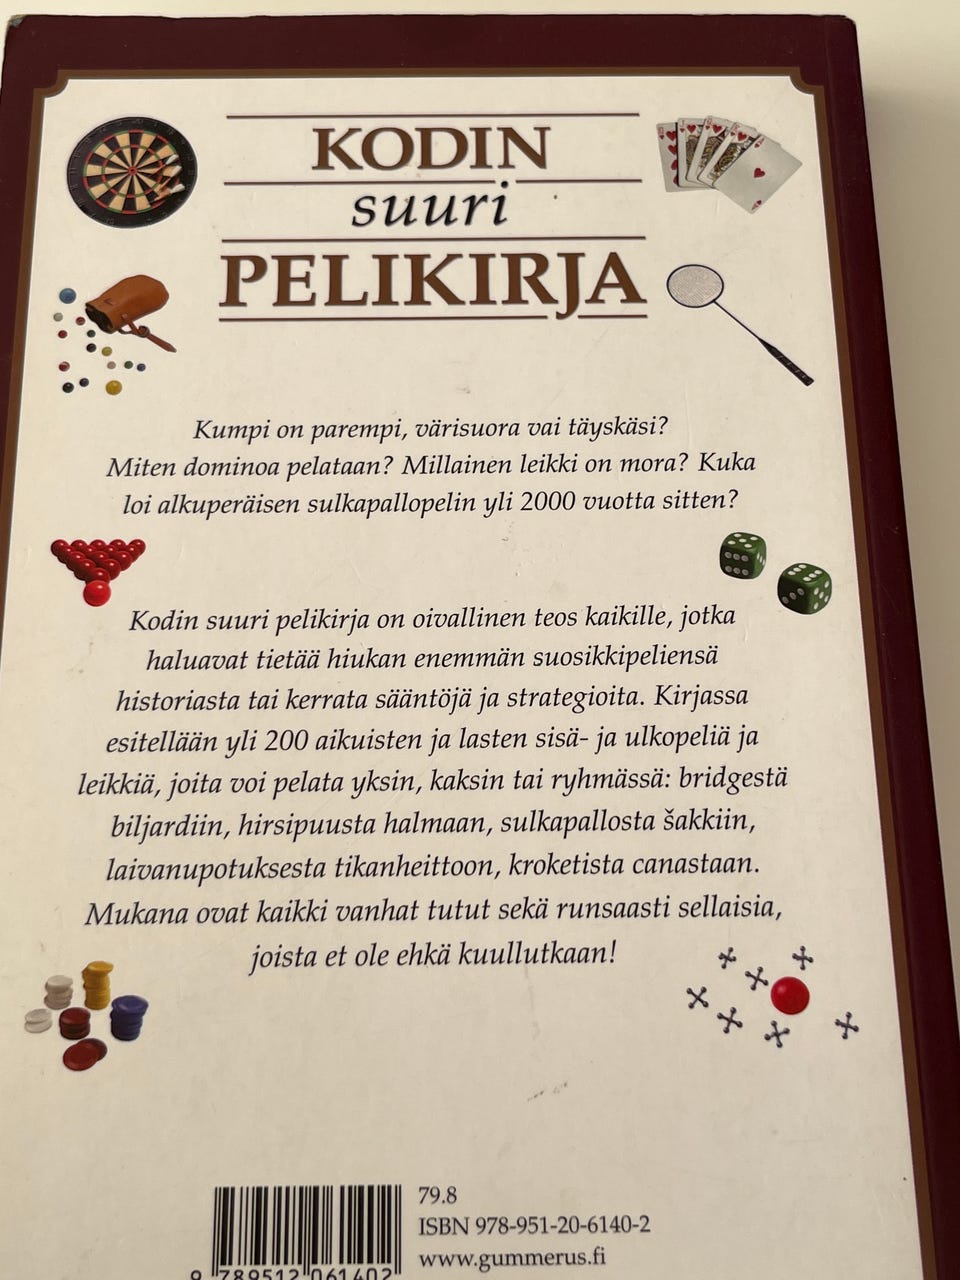 KODIN
suuri
PELIKIRJA
Kumpi on parempi, värisuora vai täyskäsi?
Miten dominoa pelataan? Millainen leikki on mora? Kuka
loi alkuperäisen sulkapallopelin yli 2000 vuotta sitten?
Kodin suuri pelikirja on oivallinen teos kaikille, jotka
haluavat tietää hiukan enemmän suosikkipeliensä
historiasta tai kerrata sääntöjä ja strategioita. Kirjassa
esitellään yli 200 aikuisten ja lasten sisä- ja ulkopeliä ja
leikkiä, joita voi pelata yksin, kaksin tai ryhmässä: bridgestä
biljardiin, hirsipuusta halmaan, sulkapallosta šakkiin,
laivanupotuksesta tikanheittoon, kroketista canastaan.
Mukana ovat kaikki vanhat tutut sekä runsaasti sellaisia,
joista et ole ehkä kuullutkaan!
79.8
ISBN 978-951-20-6140-2
www.gummerus.fi
9 789512 061402